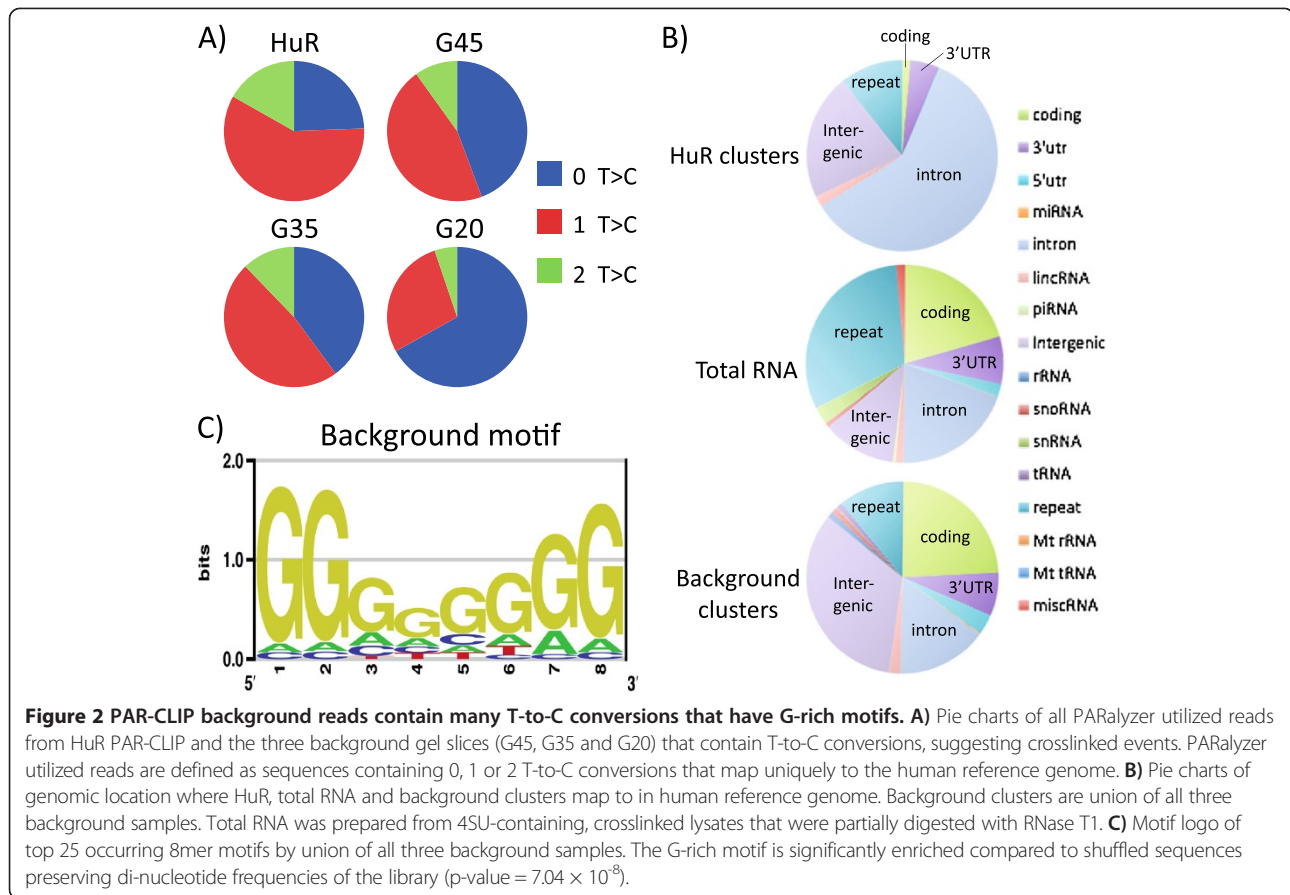 A)
HuR
G45
G35
G20
0 T>C
1 T>C
2 T>C
B)
coding
3'UTR
repeat
Inter-
genic
intron
HuR clusters
repeat
coding
3'UTR
intron
Inter-
genic
Total RNA
repeat
coding
3'UTR
intron
Inter-
genic
Background
clusters
coding
3'utr
5'utr
miRNA
intron
lincRNA
piRNA
Intergenic
rRNA
snoRNA
snRNA
tRNA
repeat
Mt rRNA
Mt tRNA
miscRNA
C)
Background motif
bits
2.0
1.0
0.0
G G G G G G G G
A A A A C A A A
C C C C A T C C
T T T C
1 2 3 4 5 6 7 8
5' 3'
Figure 2 PAR-CLIP background reads contain many T-to-C conversions that have G-rich motifs. A) Pie charts of all PARalyzer utilized reads
from HuR PAR-CLIP and the three background gel slices (G45, G35 and G20) that contain T-to-C conversions, suggesting crosslinked events. PARalyzer
utilized reads are defined as sequences containing 0, 1 or 2 T-to-C conversions that map uniquely to the human reference genome. B) Pie charts of
genomic location where HuR, total RNA and background clusters map to in human reference genome. Background clusters are union of all three
background samples. Total RNA was prepared from 4SU-containing, crosslinked lysates that were partially digested with RNase T1. C) Motif logo of
top 25 occurring 8mer motifs by union of all three background samples. The G-rich motif is significantly enriched compared to shuffled sequences
preserving di-nucleotide frequencies of the library (p-value = 7.04 × 10⁻⁸).